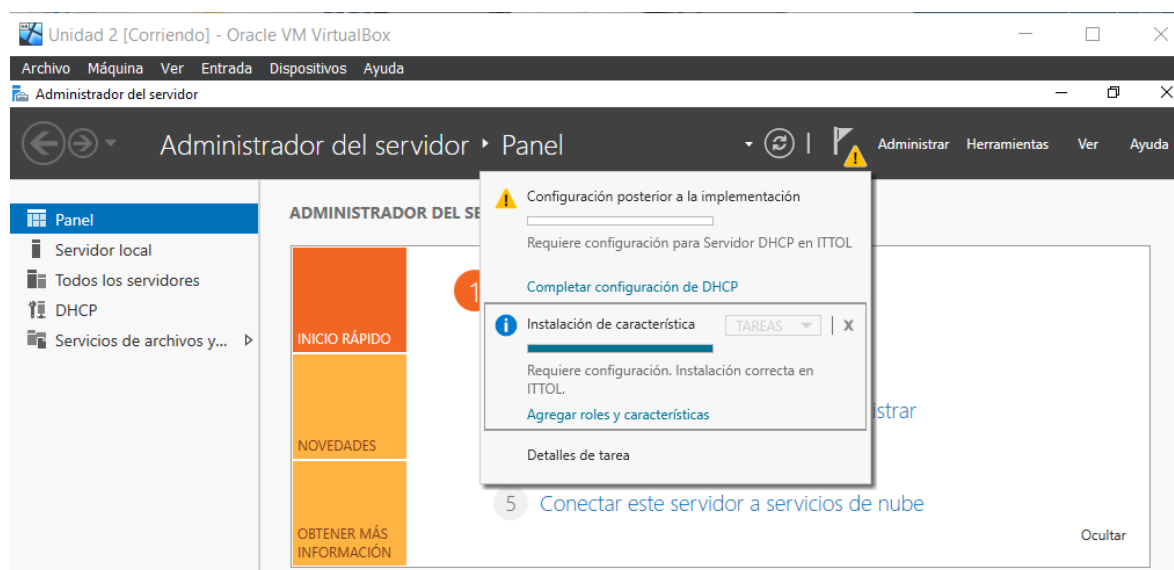 Unidad 2 [Corriendo] - Oracle VM VirtualBox
Archivo Máquina Ver Entrada Dispositivos Ayuda
Administrador del servidor
Administrador del servidor Panel
Administrar Herramientas Ver Ayuda
Panel
Servidor local
Todos los servidores
DHCP
Servicios de archivos y...
ADMINISTRADOR DEL SE
INICIO RÁPIDO
NOVEDADES
OBTENER MÁS
INFORMACIÓN
1
Configuración posterior a la implementación
Requiere configuración para Servidor DHCP en ITTOL
Completar configuración de DHCP
Instalación de característica TAREAS X
Requiere configuración. Instalación correcta en
ITTOL.
Agregar roles y características
Detalles de tarea
istrar
5 Conectar este servidor a servicios de nube
Ocultar